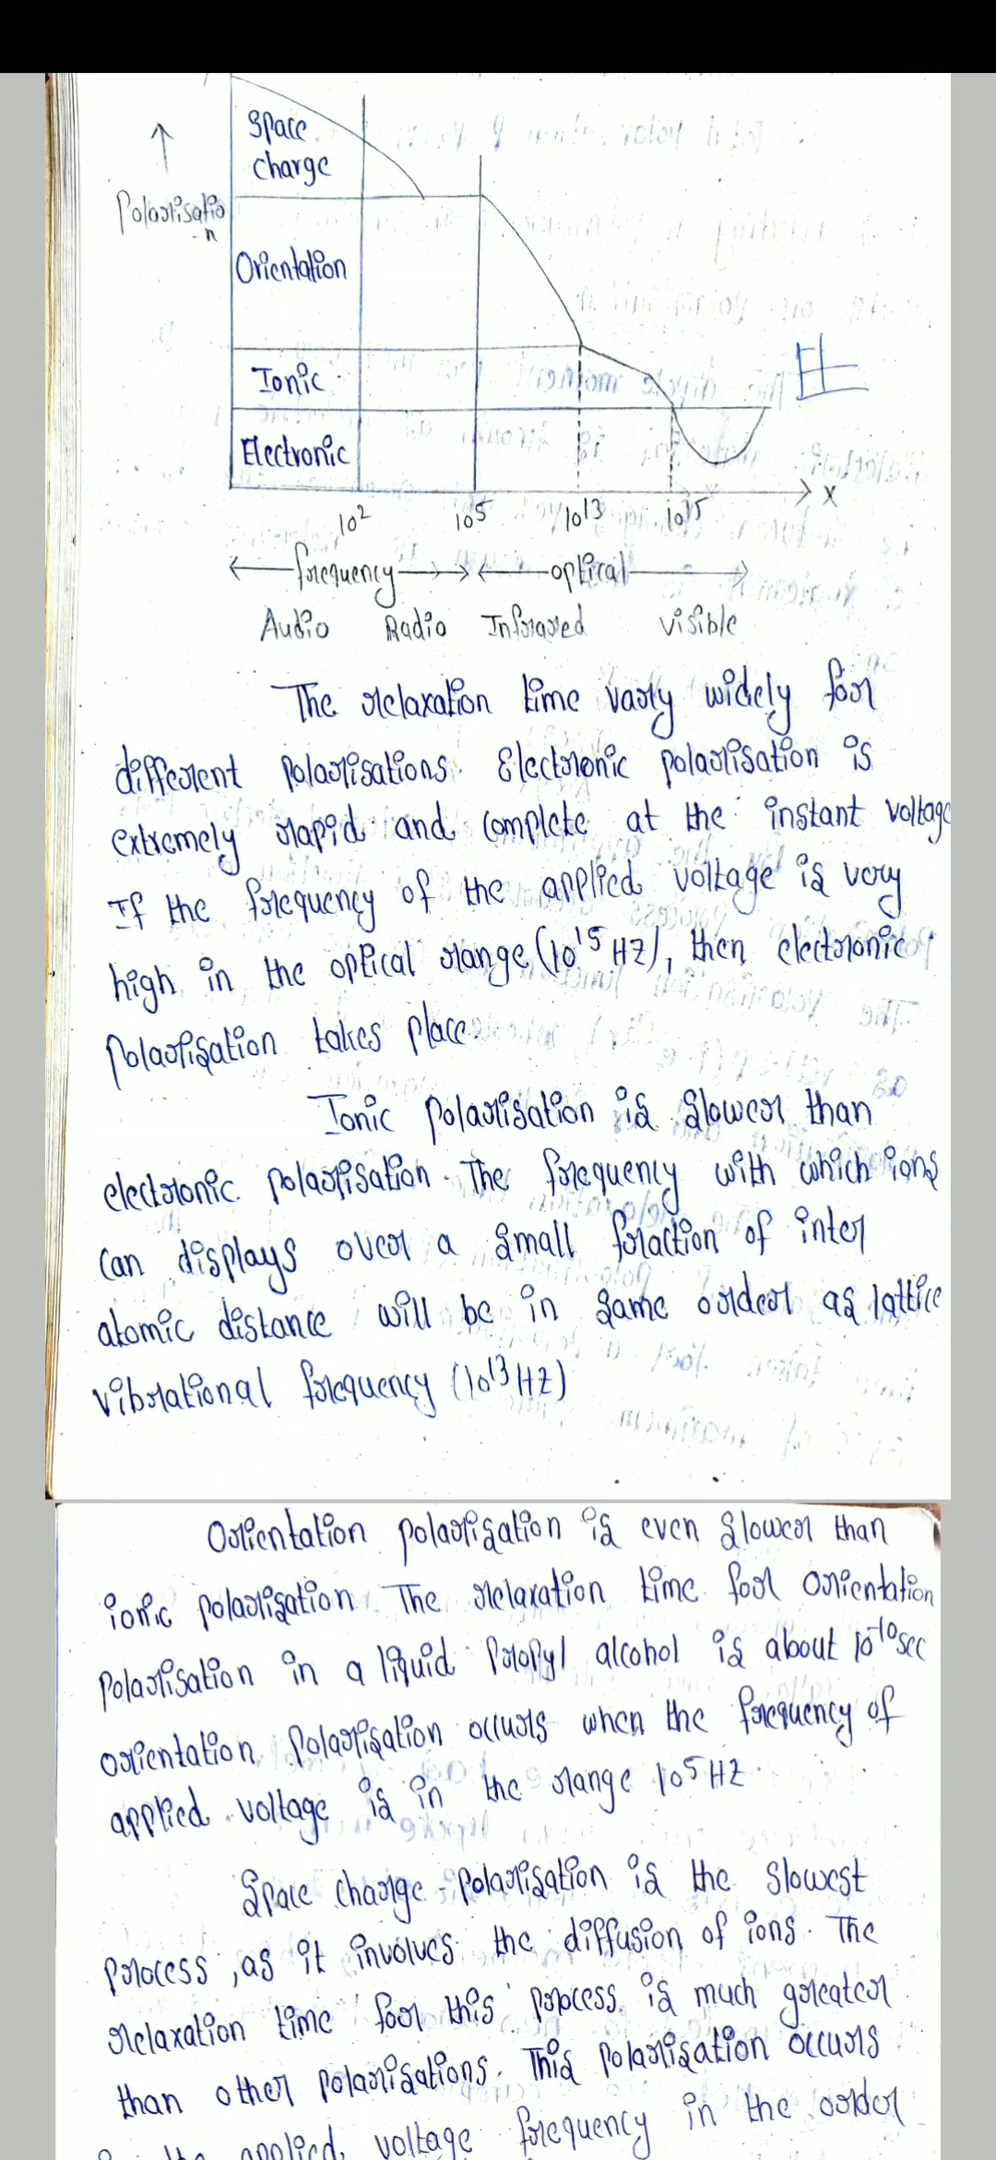 Space
charge
Polarisatio
-n
Orientation
Ionic
Electronic
10² 10⁵ 10¹³ 10¹⁵ x
frequency optical
Audio Radio Infrared visible
The relaxation time vary widely for
different polarisations. Electronic polarisation is
extremely rapid and complete at the instant voltage
If the frequency of the applied voltage is very
high in the optical range (10¹⁵ HZ), then electronic
polarisation takes place.
Ionic polarisation is slower than
electronic polarisation. The frequency with which ions
can displays over a small fraction of inter
atomic distance will be in same order as lattice
vibrational frequency (10¹³ HZ)
Orientation polarisation is even slower than
ionic polarisation. The relaxation time for orientation
polarisation in a liquid propyl alcohol is about 10⁻¹⁰ sec
orientation polarisation occurs when the frequency of
applied voltage is in the range 10⁵ HZ.
Space charge polarisation is the slowest
process, as it involves the diffusion of ions. The
relaxation time for this process is much greater
than other polarisations. This polarisation occurs
applied voltage frequency in the order